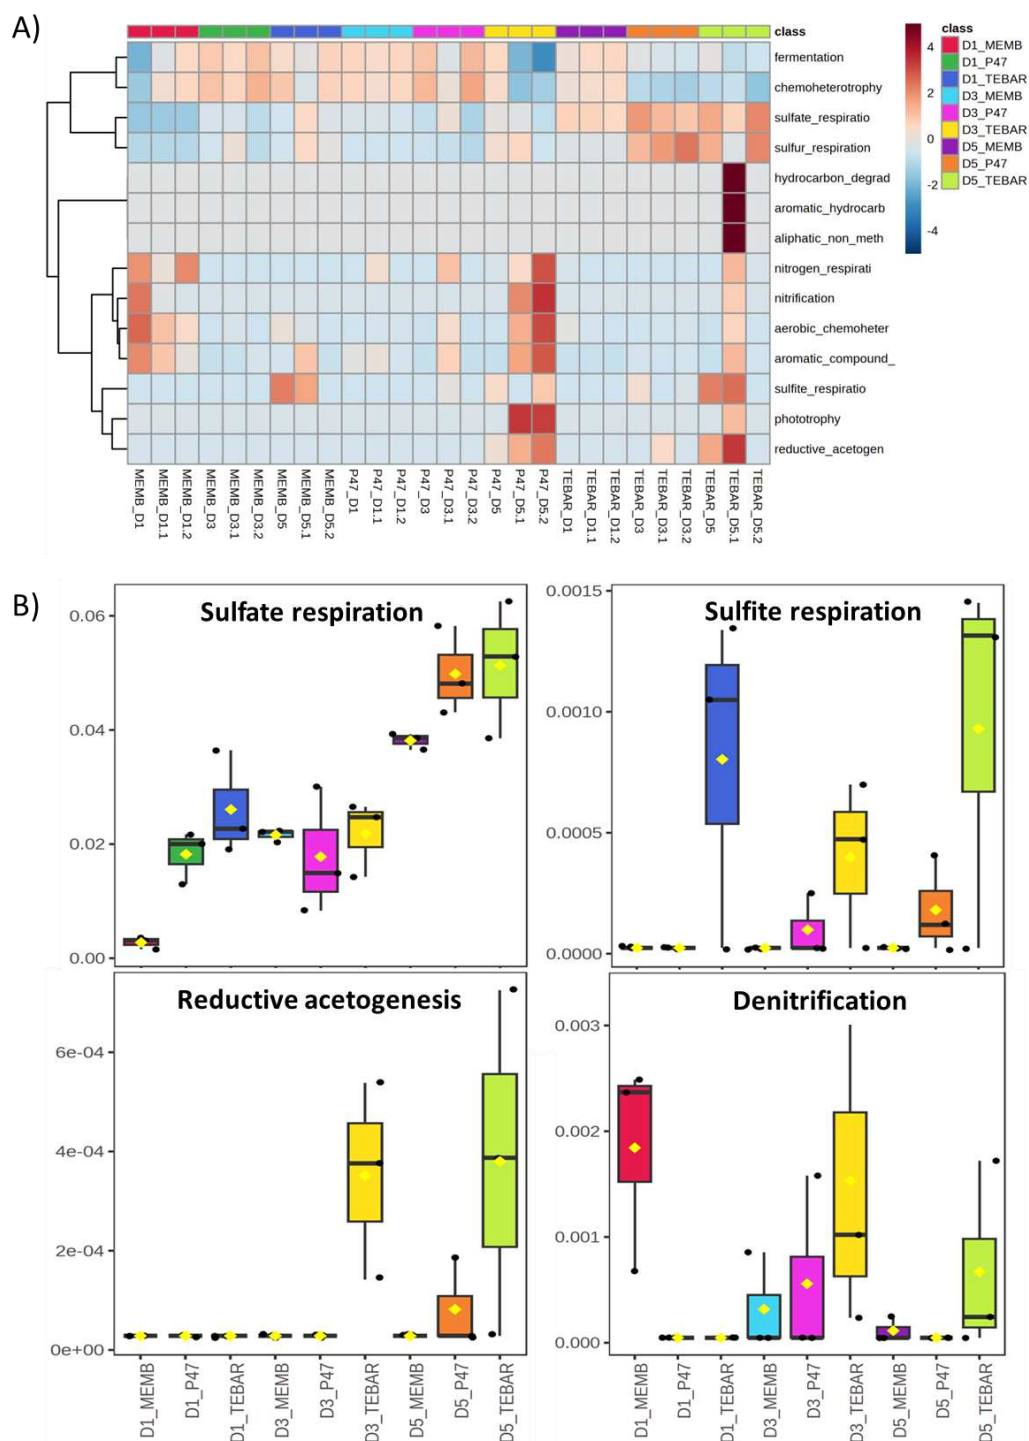 A)
class
fermentation
chemoheterotrophy
sulfate_respiratio
sulfur_respiration
hydrocarbon_degrad
aromatic_hydrocarb
aliphatic_non_meth
nitrogen_respirati
nitrification
aerobic_chemoheter
aromatic_compound_
sulfite_respiratio
phototrophy
reductive_acetogen
4
2
0
-2
-4
class
D1_MEMB
D1_P47
D1_TEBAR
D3_MEMB
D3_P47
D3_TEBAR
D5_MEMB
D5_P47
D5_TEBAR
MEMB_D1
MEMB_D1.1
MEMB_D1.2
MEMB_D3
MEMB_D3.1
MEMB_D3.2
MEMB_D5
MEMB_D5.1
MEMB_D5.2
P47_D1
P47_D1.1
P47_D1.2
P47_D3
P47_D3.1
P47_D3.2
P47_D5
P47_D5.1
P47_D5.2
TEBAR_D1
TEBAR_D1.1
TEBAR_D1.2
TEBAR_D3
TEBAR_D3.1
TEBAR_D3.2
TEBAR_D5
TEBAR_D5.1
TEBAR_D5.2
B)
Sulfate respiration
0.06
0.04
0.02
0.00
Sulfite respiration
0.0015
0.0010
0.0005
0.0000
Reductive acetogenesis
6e-04
4e-04
2e-04
0e+00
D1_MEMB
D1_P47
D1_TEBAR
D3_MEMB
D3_P47
D3_TEBAR
D5_MEMB
D5_P47
D5_TEBAR
Denitrification
0.003
0.002
0.001
0.000
D1_MEMB
D1_P47
D1_TEBAR
D3_MEMB
D3_P47
D3_TEBAR
D5_MEMB
D5_P47
D5_TEBAR